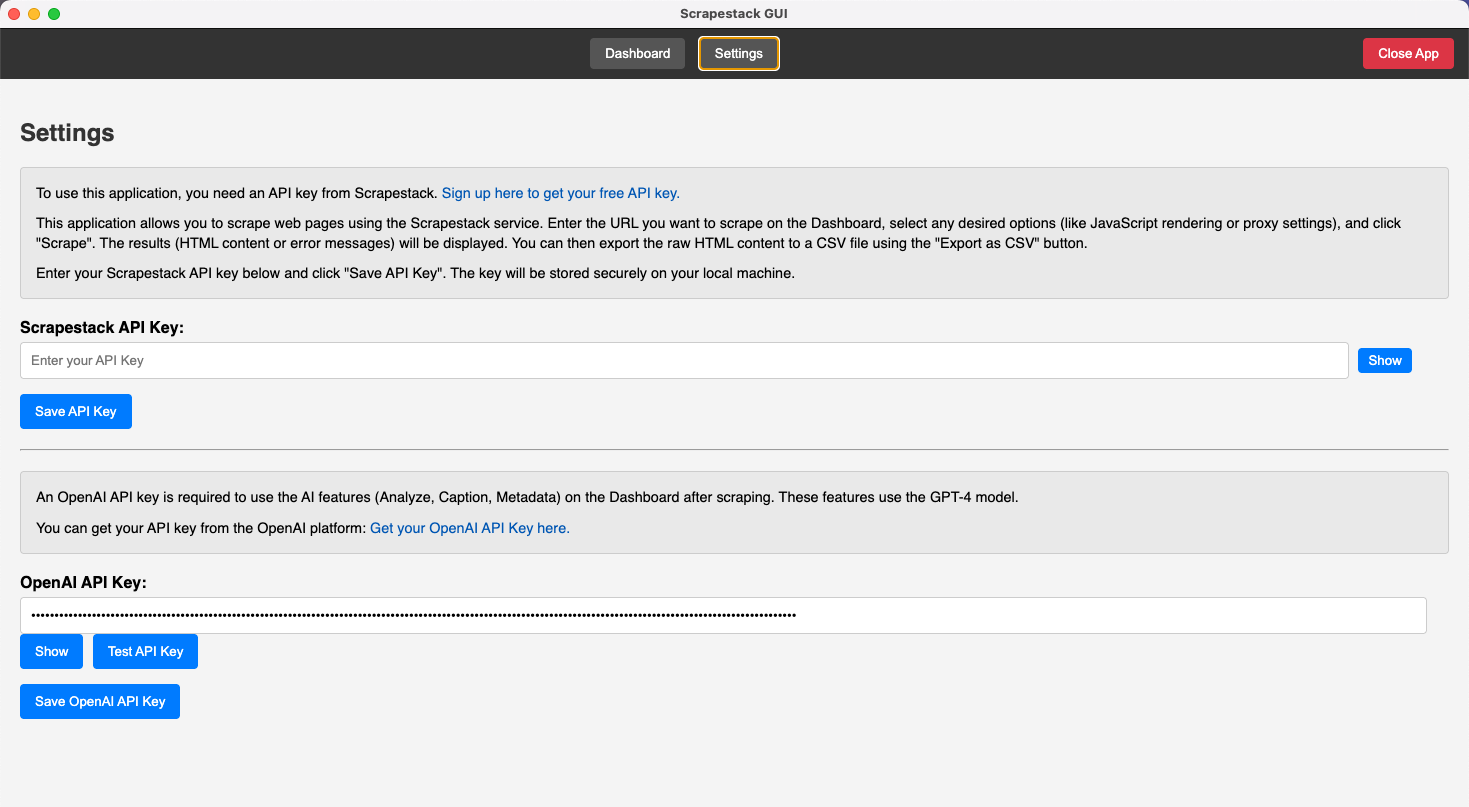 Scrapestack GUI
Dashboard
Settings
Close App
Settings
To use this application, you need an API key from Scrapestack. Sign up here to get your free API key.
This application allows you to scrape web pages using the Scrapestack service. Enter the URL you want to scrape on the Dashboard, select any desired options (like JavaScript rendering or proxy settings), and click
"Scrape". The results (HTML content or error messages) will be displayed. You can then export the raw HTML content to a CSV file using the "Export as CSV" button.
Enter your Scrapestack API key below and click "Save API Key". The key will be stored securely on your local machine.
Scrapestack API Key:
Enter your API Key
Show
Save API Key
An OpenAI API key is required to use the AI features (Analyze, Caption, Metadata) on the Dashboard after scraping. These features use the GPT-4 model.
You can get your API key from the OpenAI platform: Get your OpenAI API Key here.
OpenAI API Key:
Show
Test API Key
Save OpenAI API Key